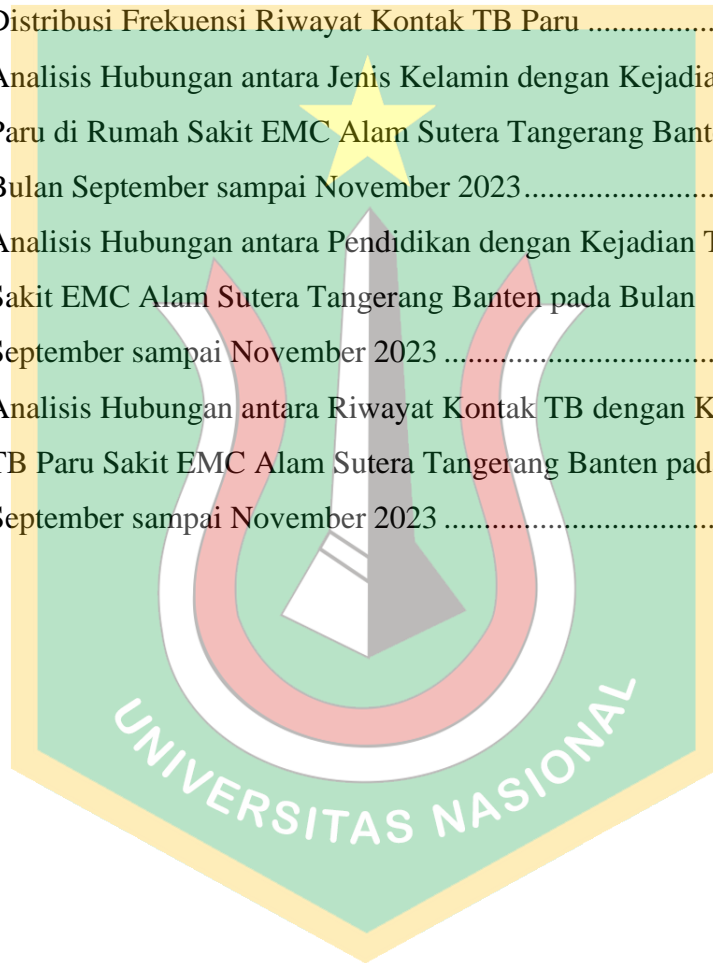 Distribusi Frekuensi Riwayat Kontak TB Paru .................
Analisis Hubungan antara Jenis Kelamin dengan Kejadia
Paru di Rumah Sakit EMC Alam Sutera Tangerang Bant
Bulan September sampai November 2023.........................
Analisis Hubungan antara Pendidikan dengan Kejadian T
Sakit EMC Alam Sutera Tangerang Banten pada Bulan
September sampai November 2023 ...................................
Analisis Hubungan antara Riwayat Kontak TB dengan K
TB Paru Sakit EMC Alam Sutera Tangerang Banten pad
September sampai November 2023 ...................................
UNIVERSITAS NASIONAL